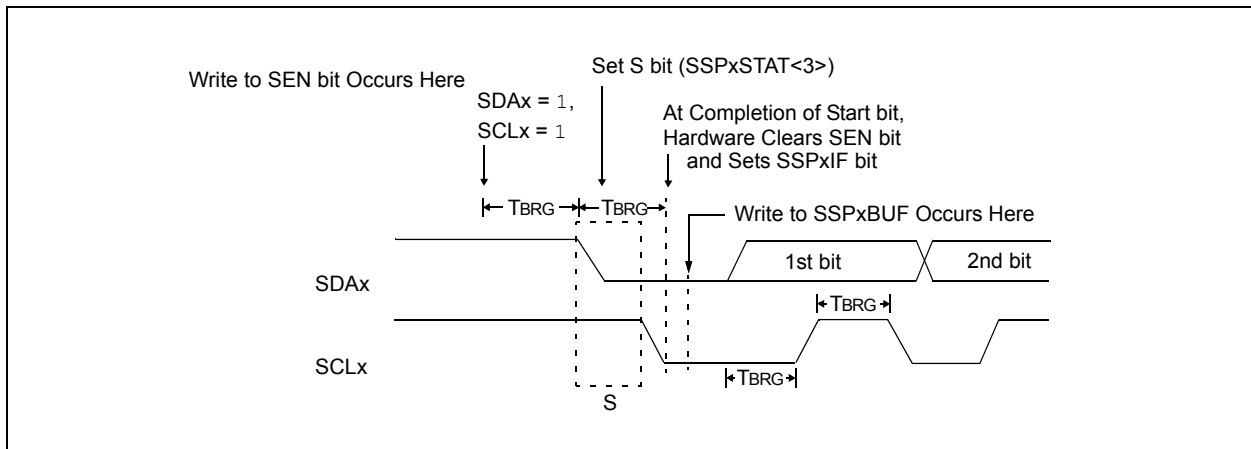 Set S bit (SSPxSTAT<3>)
Write to SEN bit Occurs Here
SDAx = 1,
SCLx = 1
At Completion of Start bit,
Hardware Clears SEN bit
and Sets SSPxIF bit
TBRG TBRG
Write to SSPxBUF Occurs Here
1st bit 2nd bit
SDAx
TBRG
SCLx
TBRG
S